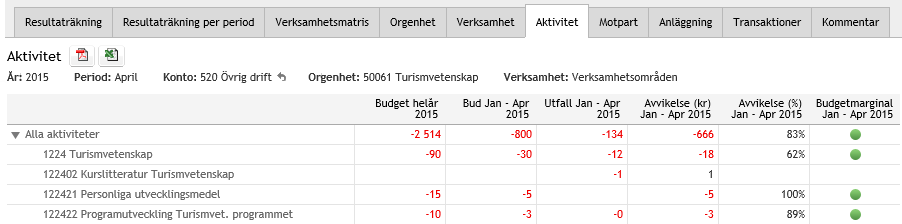 Resultaträkning Resultaträkning per period Verksamhetsmatris Orgenhet Verksamhet Aktivitet Motpart Anläggning Transaktioner Kommentar
Aktivitet
År: 2015 Period: April Konto: 520 Övrig drift Orgenhet: 50061 Turismvetenskap Verksamhet: Verksamhetsområden
Budget helår Bud Jan - Apr Utfall Jan - Apr Avvikelse (kr) Avvikelse (%) Budgetmarginal
2015 2015 2015 Jan - Apr 2015 Jan - Apr 2015 Jan - Apr 2015
Alla aktiviteter -2 514 -800 -134 -666 83%
1224 Turismvetenskap -90 -30 -12 -18 62%
122402 Kurslitteratur Turismvetenskap -1 1
122421 Personliga utvecklingsmedel -15 -5 -5 100%
122422 Programutveckling Turismvet. programmet -10 -3 -0 -3 89%